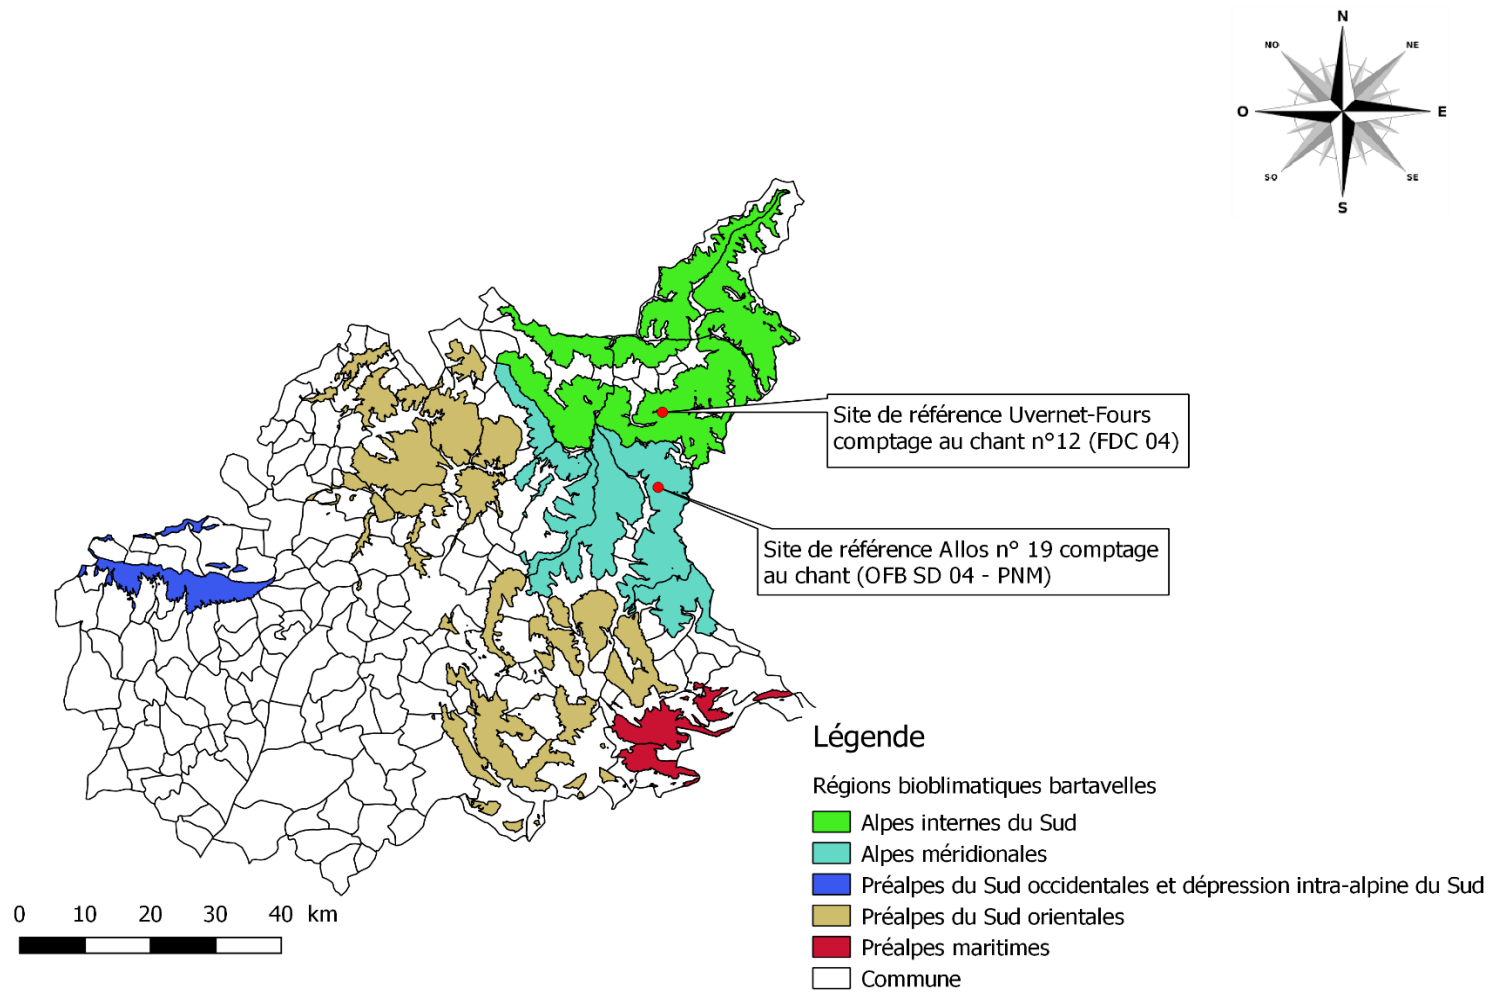 N
NO
NE
O
E
SO
SE
S
Site de référence Uvernet-Fours
comptage au chant n°12 (FDC 04)
Site de référence Allos n° 19 comptage
au chant (OFB SD 04 - PNM)
Légende
Régions bioblimatiques bartavelles
Alpes internes du Sud
Alpes méridionales
Préalpes du Sud occidentales et dépression intra-alpine du Sud
Préalpes du Sud orientales
Préalpes maritimes
Commune
0 10 20 30 40 km